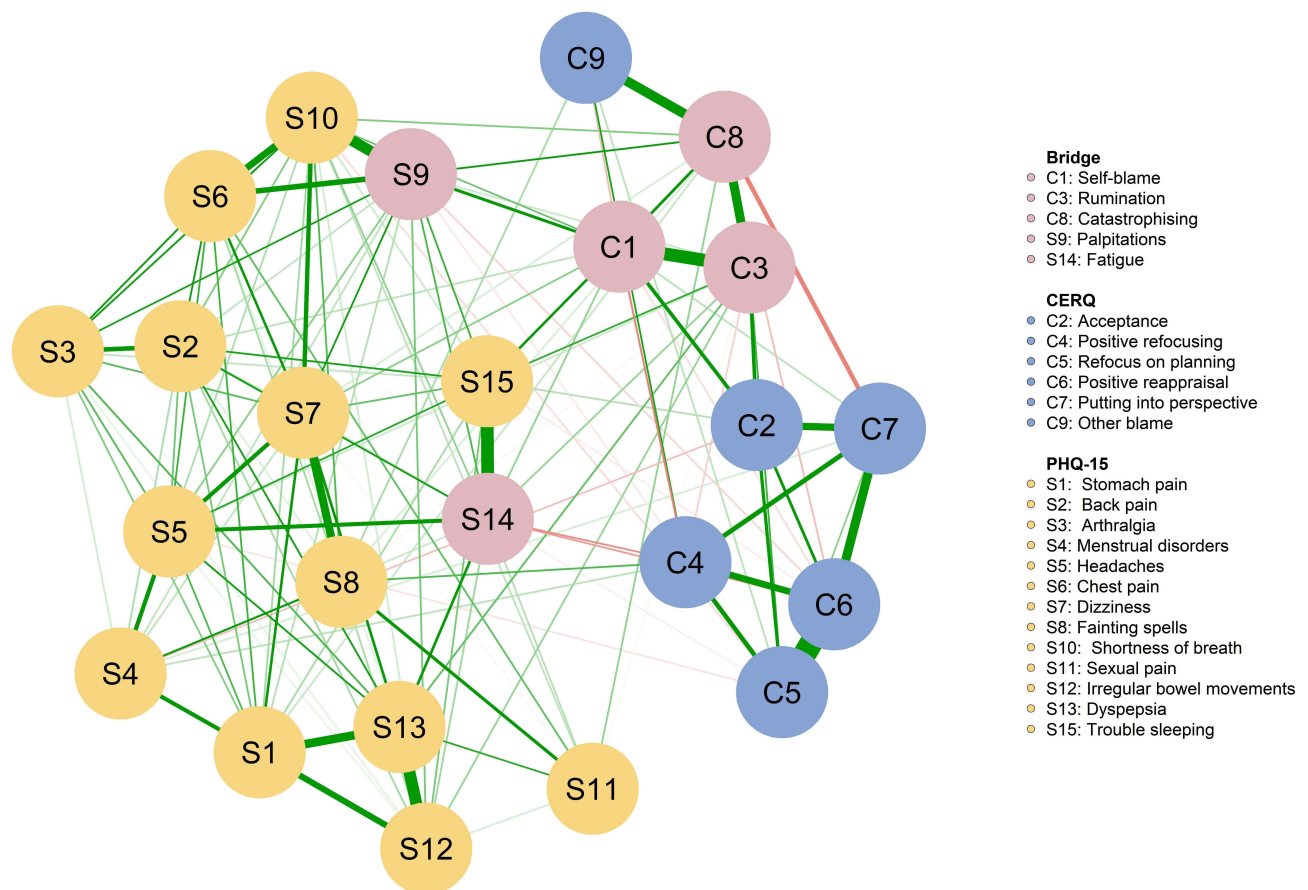 C9
S10
C8
S9
S6
C1
C3
S3
S2
S15
S7
C2
C7
S14
S5
C4
S8
C6
S4
C5
S13
S1
S11
S12
Bridge
C1: Self-blame
C3: Rumination
C8: Catastrophising
S9: Palpitations
S14: Fatigue
CERQ
C2: Acceptance
C4: Positive refocusing
C5: Refocus on planning
C6: Positive reappraisal
C7: Putting into perspective
C9: Other blame
PHQ-15
S1: Stomach pain
S2: Back pain
S3: Arthralgia
S4: Menstrual disorders
S5: Headaches
S6: Chest pain
S7: Dizziness
S8: Fainting spells
S10: Shortness of breath
S11: Sexual pain
S12: Irregular bowel movements
S13: Dyspepsia
S15: Trouble sleeping